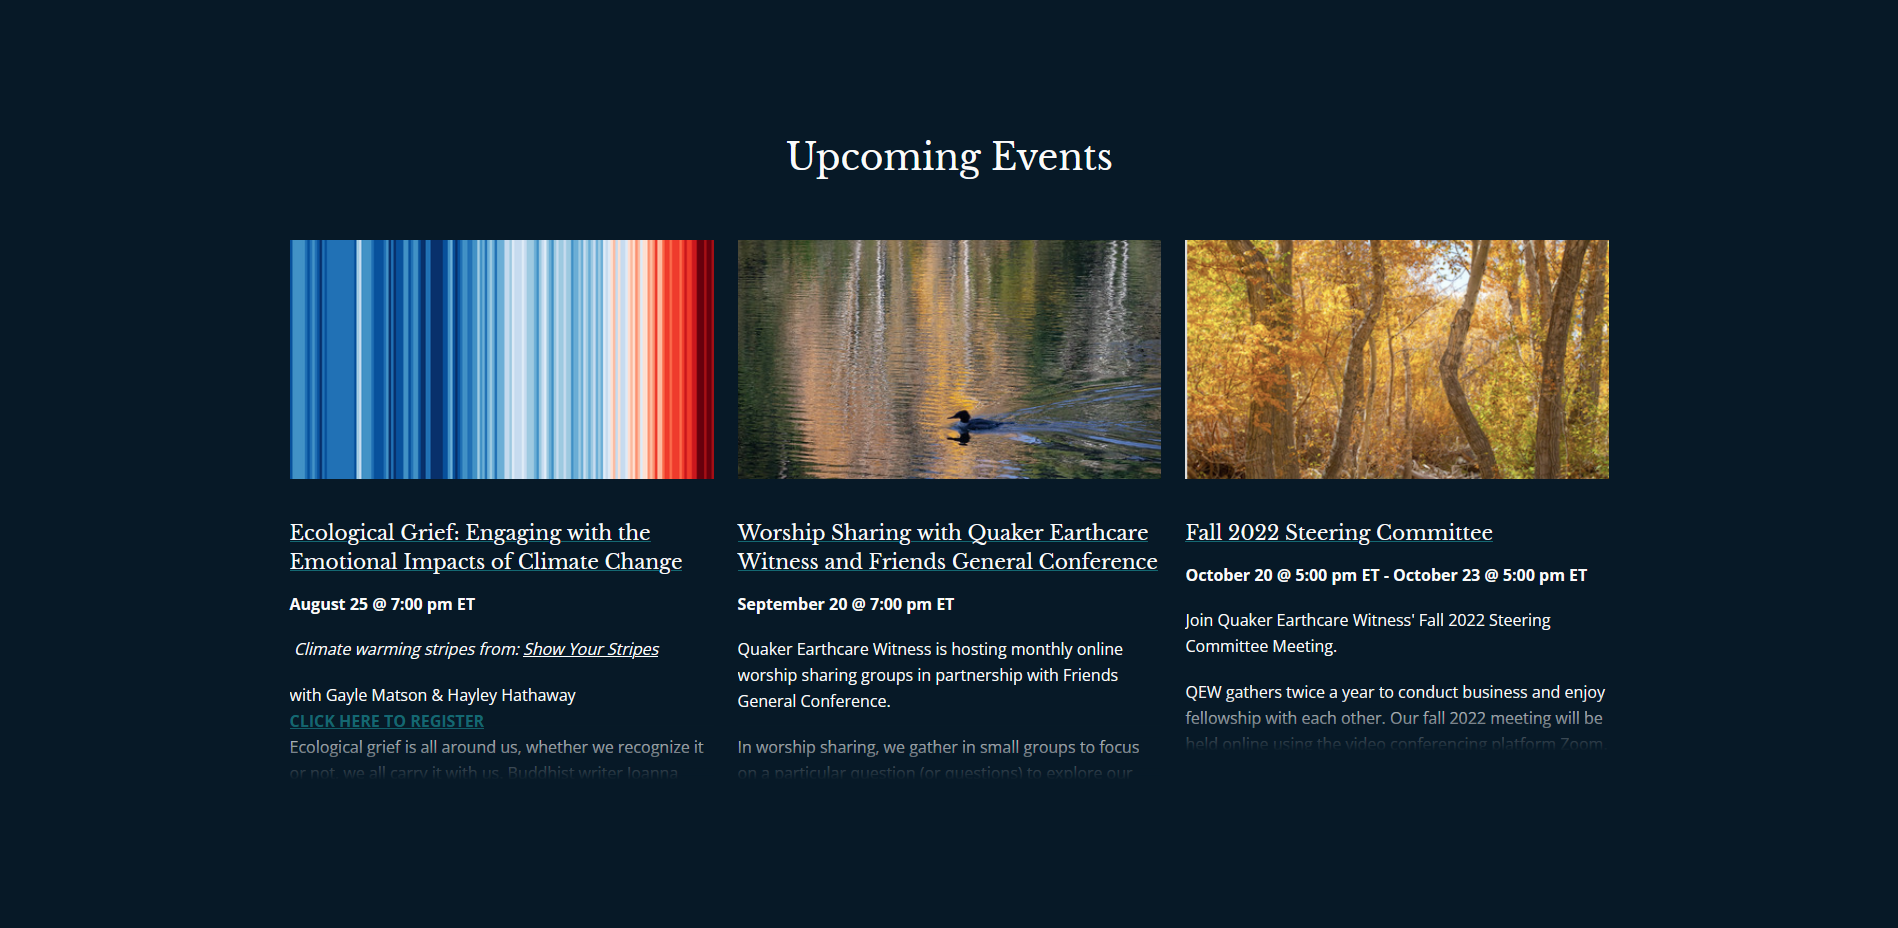 Upcoming Events
Ecological Grief: Engaging with the
Emotional Impacts of Climate Change
August 25 @ 7:00 pm ET
Climate warming stripes from: Show Your Stripes
with Gayle Matson & Hayley Hathaway
CLICK HERE TO REGISTER
Ecological grief is all around us, whether we recognize it
or not, we all carry it with us. Buddhist writer Joanna
Worship Sharing with Quaker Earthcare
Witness and Friends General Conference
September 20 @ 7:00 pm ET
Quaker Earthcare Witness is hosting monthly online
worship sharing groups in partnership with Friends
General Conference.
In worship sharing, we gather in small groups to focus
on a particular question (or questions) to explore our
Fall 2022 Steering Committee
October 20 @ 5:00 pm ET - October 23 @ 5:00 pm ET
Join Quaker Earthcare Witness' Fall 2022 Steering
Committee Meeting.
QEW gathers twice a year to conduct business and enjoy
fellowship with each other. Our fall 2022 meeting will be
held online using the video conferencing platform Zoom.